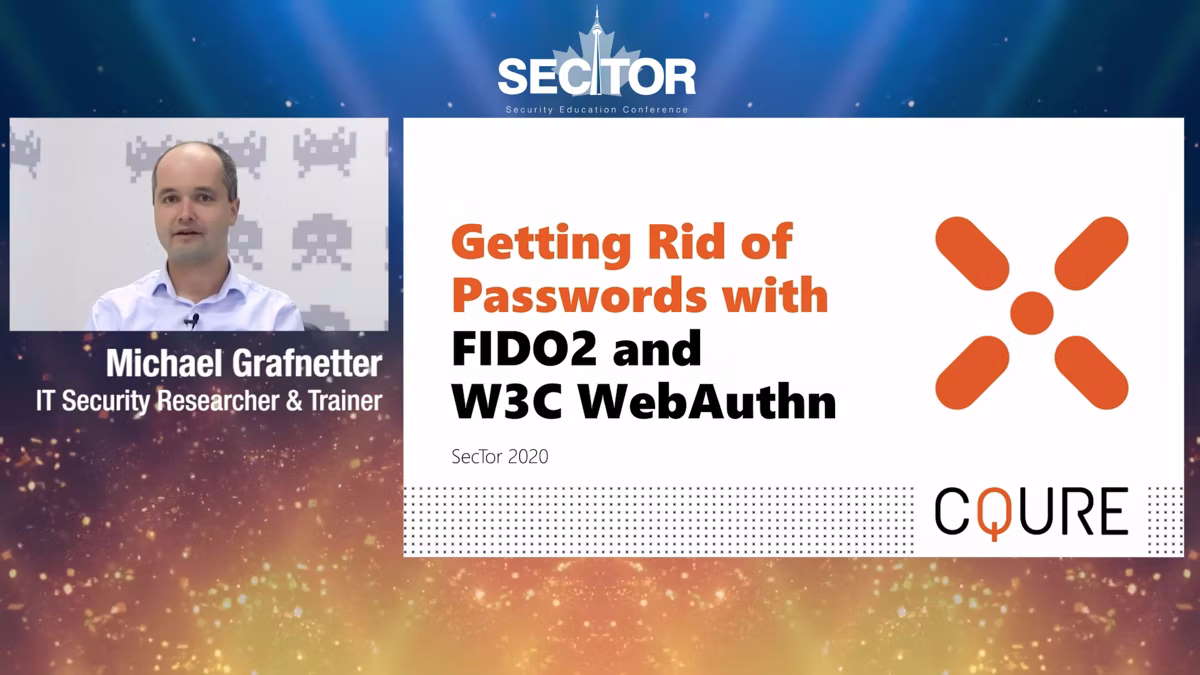 SECTOR
Security Education Conference
Michael Grafnetter
IT Security Researcher & Trainer
Getting Rid of
Passwords with
FIDO2 and
W3C WebAuthn
SecTor 2020
CQURE